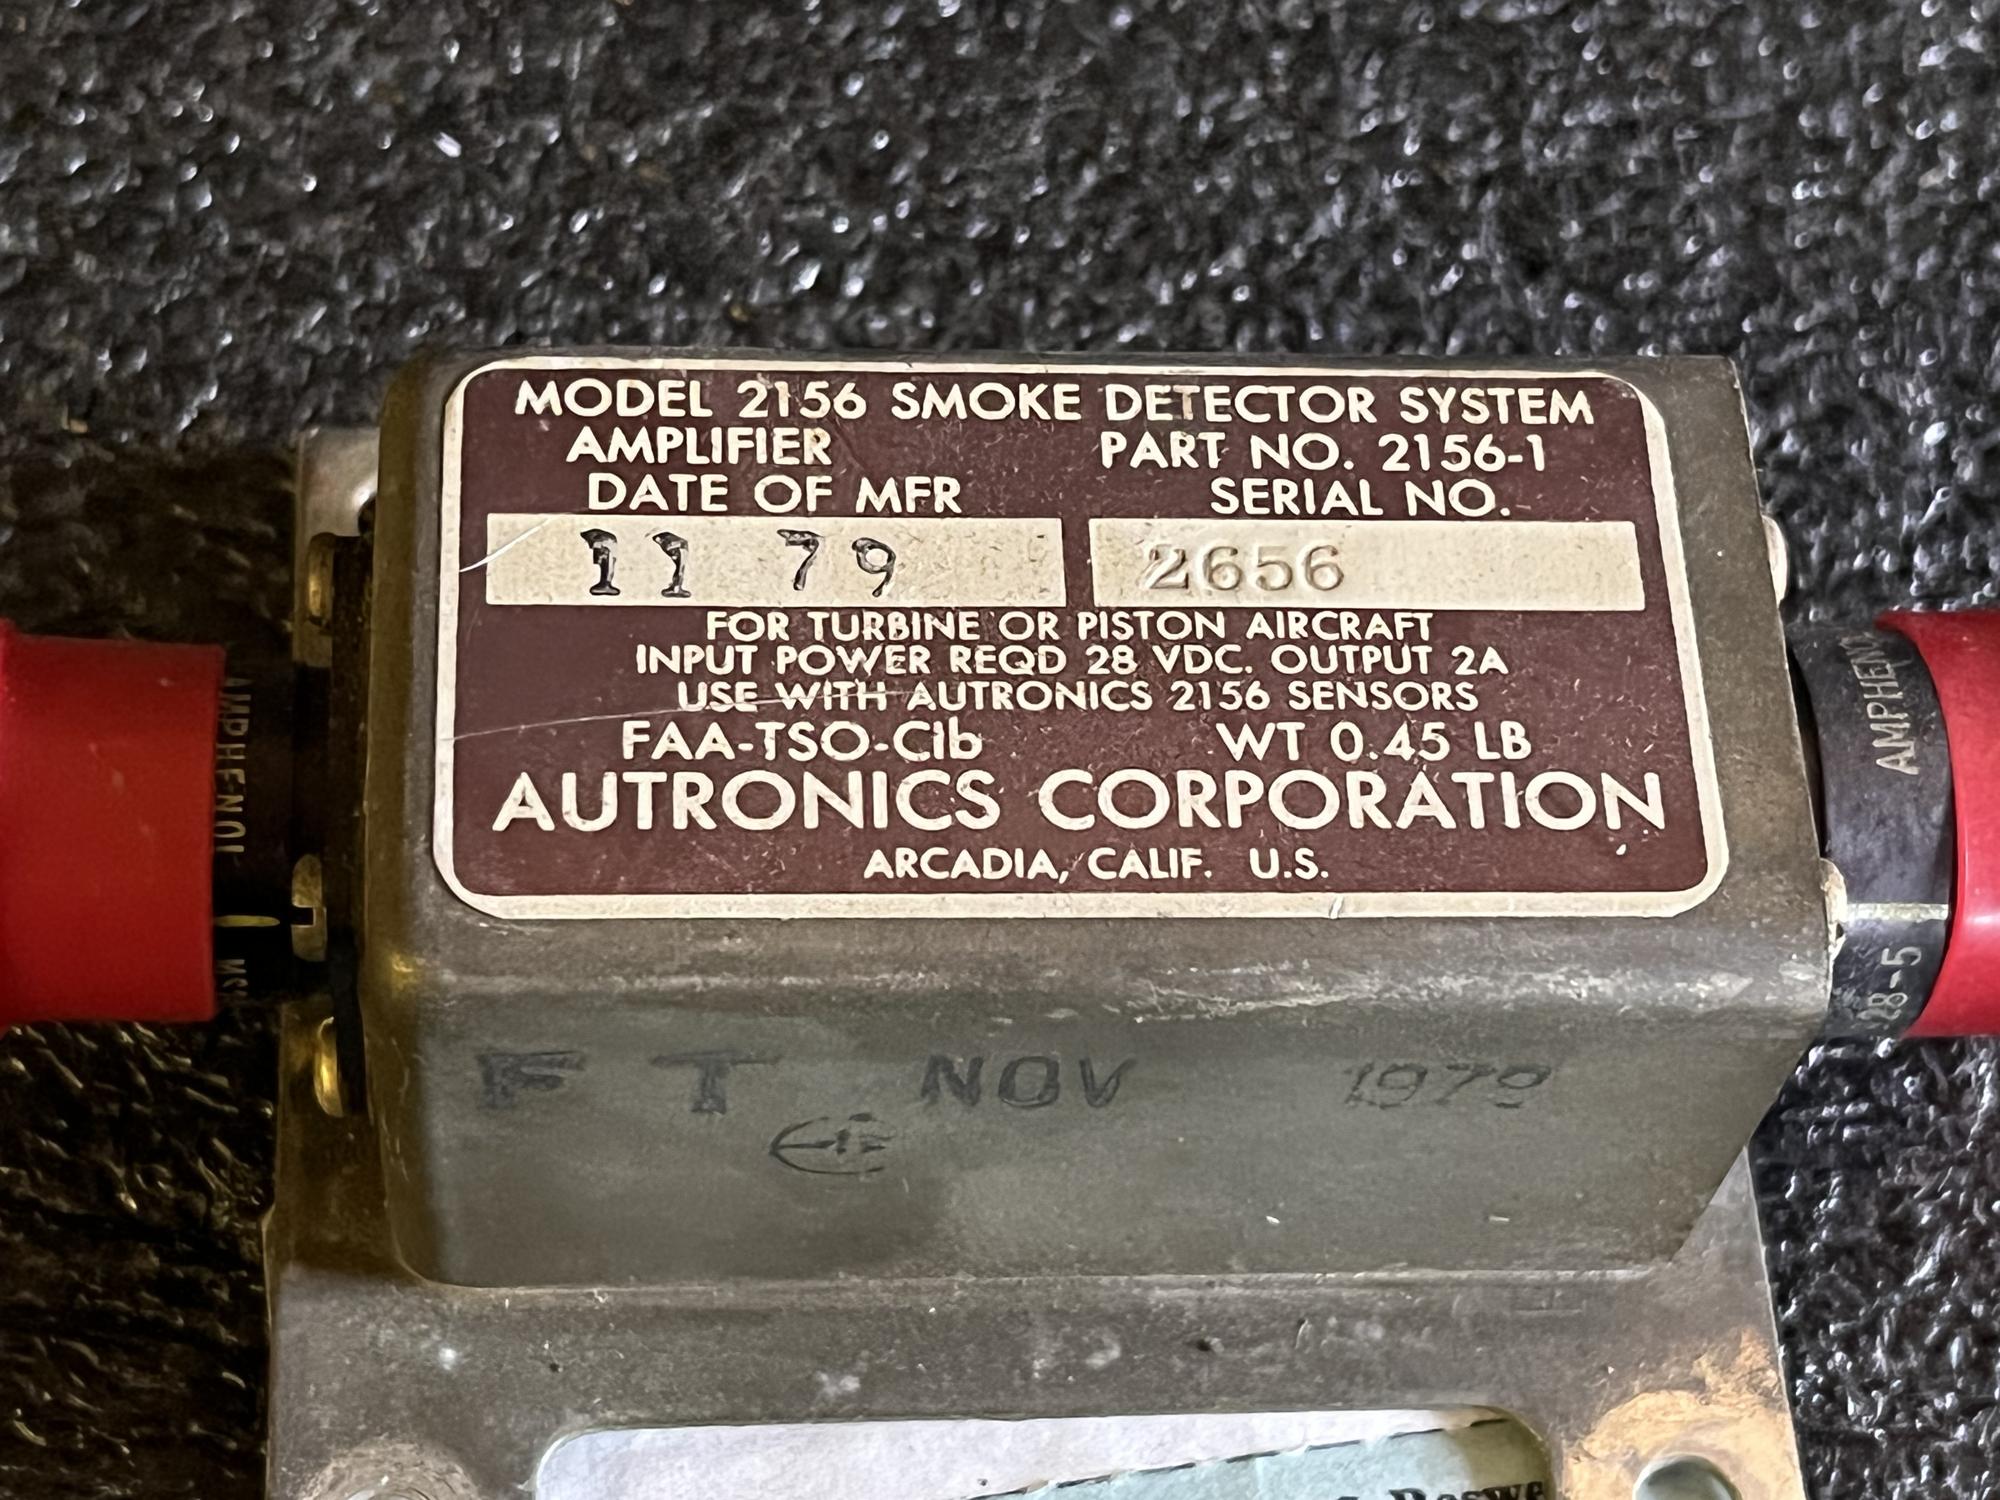 MODEL 2156 SMOKE DETECTOR SYSTEM
AMPLIFIER PART NO. 2156-1
DATE OF MFR SERIAL NO.
11 79 2656
FOR TURBINE OR PISTON AIRCRAFT
INPUT POWER REQD 28 VDC. OUTPUT 2A
USE WITH AUTRONICS 2156 SENSORS
FAA-TSO-C1b WT 0.45 LB
AUTRONICS CORPORATION
ARCADIA, CALIF. U.S.
AMPHENOL
AMPHENOL
28-5
F T NOV 1979